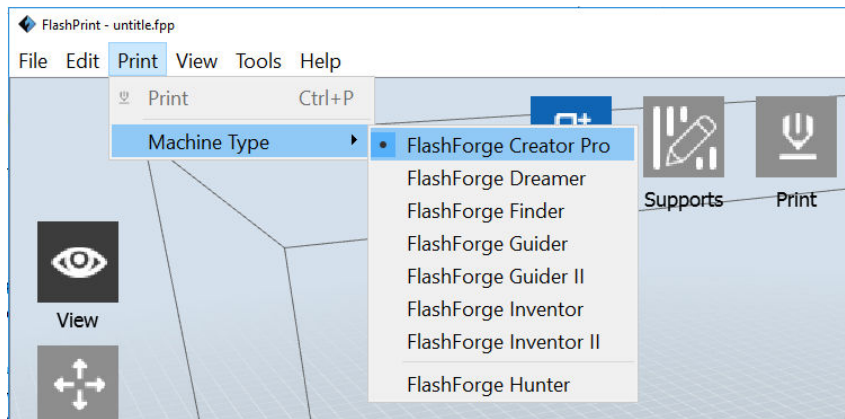 FlashPrint - untitle.fpp
File Edit Print View Tools Help
Print Ctrl+P
Machine Type
FlashForge Creator Pro
FlashForge Dreamer
FlashForge Finder
FlashForge Guider
FlashForge Guider II
FlashForge Inventor
FlashForge Inventor II
FlashForge Hunter
Supports Print
View